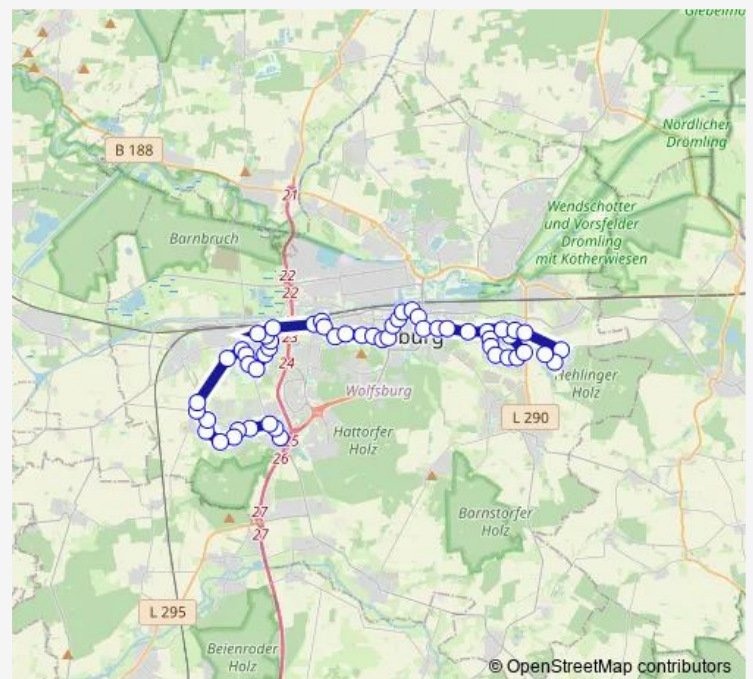 Giebelmo
B 188
Nördlicher
Drömling
21
Wendschotter
und Vorsfelder
Drömling
mit Kötherwiesen
Barnbruch
22
22
23
burg
24
Wolfsburg
Hehlinger
Holz
L 290
Hattorfer
Holz
25
26
27
27
Barnstorfer
Holz
L 295
Beienroder
Holz
© OpenStreetMap contributors